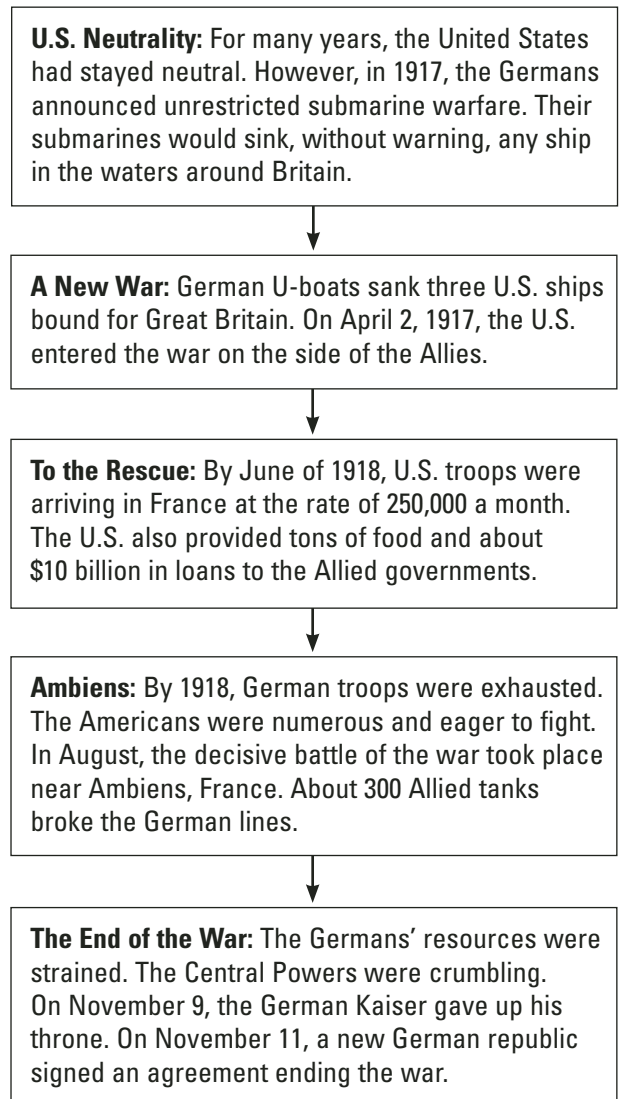 U.S. Neutrality: For many years, the United States
had stayed neutral. However, in 1917, the Germans
announced unrestricted submarine warfare. Their
submarines would sink, without warning, any ship
in the waters around Britain.
A New War: German U-boats sank three U.S. ships
bound for Great Britain. On April 2, 1917, the U.S.
entered the war on the side of the Allies.
To the Rescue: By June of 1918, U.S. troops were
arriving in France at the rate of 250,000 a month.
The U.S. also provided tons of food and about
$10 billion in loans to the Allied governments.
Ambiens: By 1918, German troops were exhausted.
The Americans were numerous and eager to fight.
In August, the decisive battle of the war took place
near Ambiens, France. About 300 Allied tanks
broke the German lines.
The End of the War: The Germans’ resources were
strained. The Central Powers were crumbling.
On November 9, the German Kaiser gave up his
throne. On November 11, a new German republic
signed an agreement ending the war.